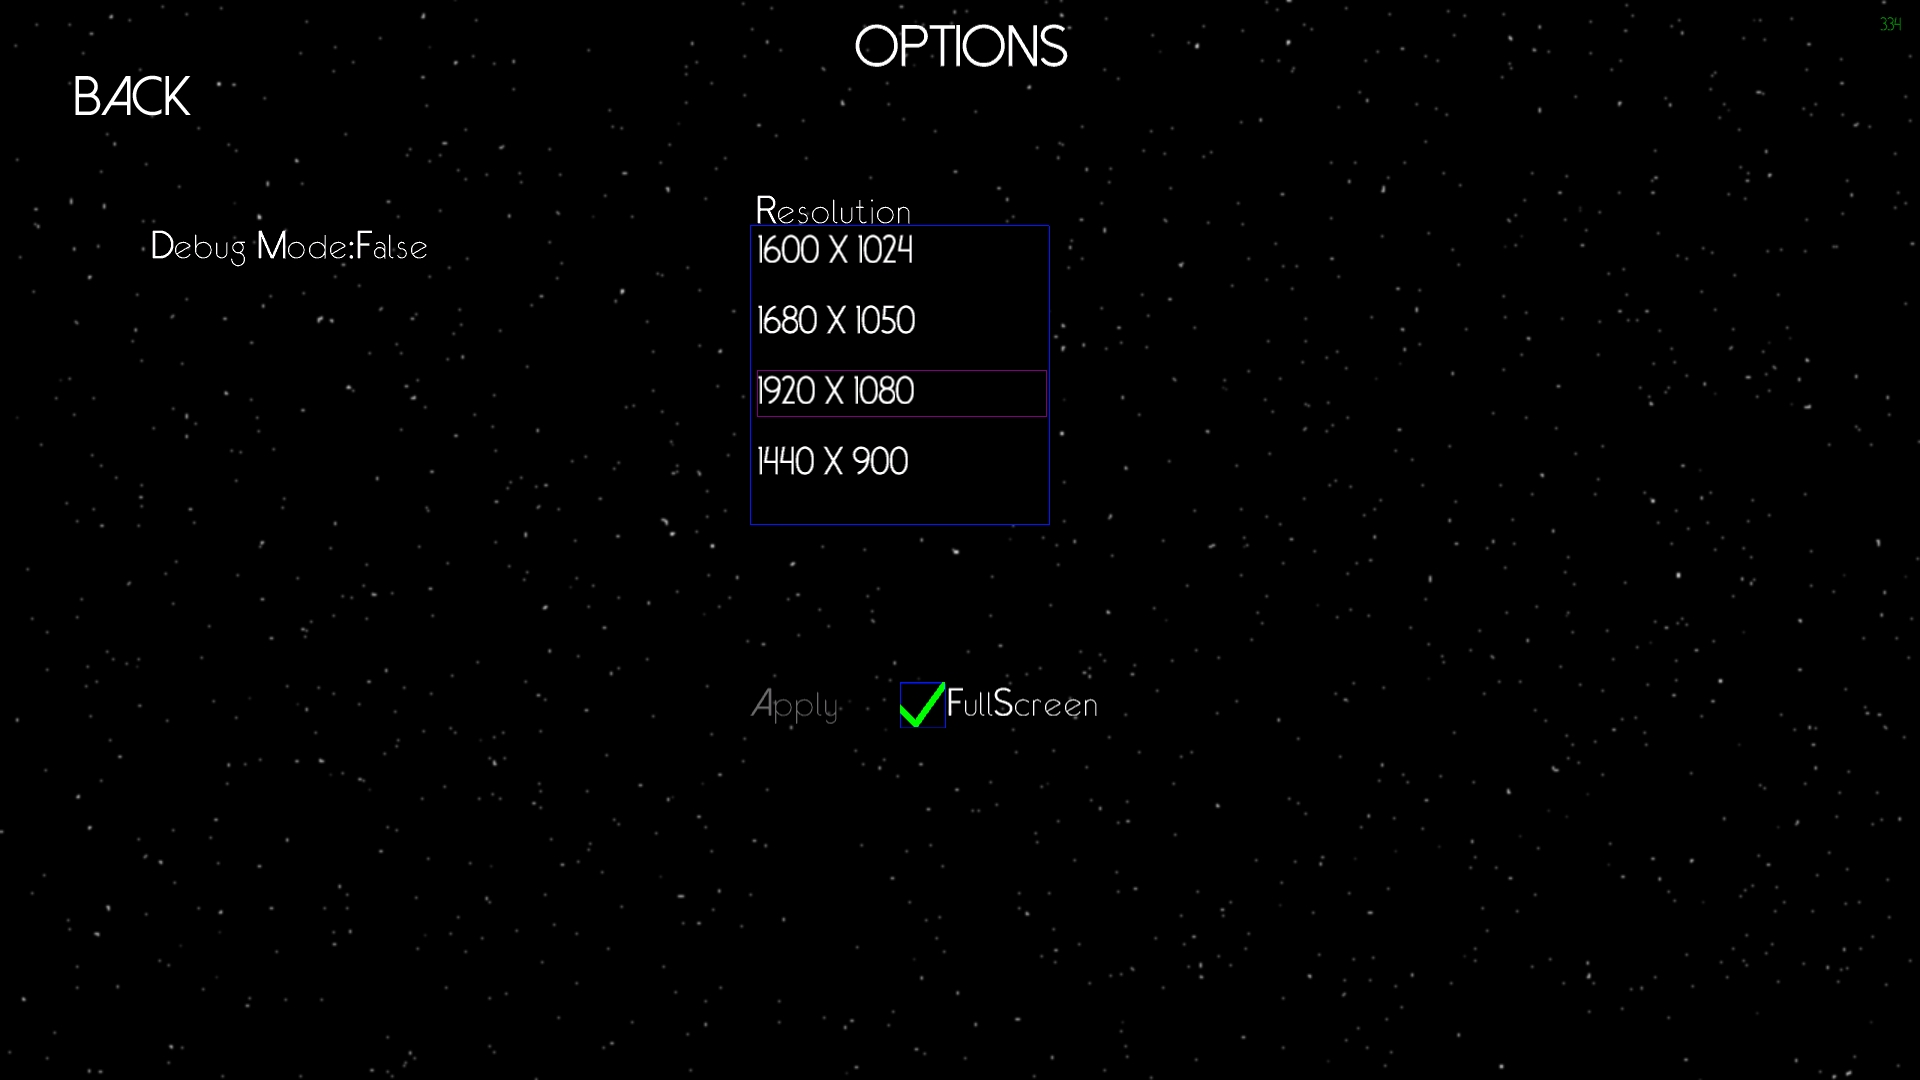 OPTIONS
334
BACK
Resolution
Debug Mode:False
1600 X 1024
1680 X 1050
1920 X 1080
1440 X 900
Apply
FullScreen